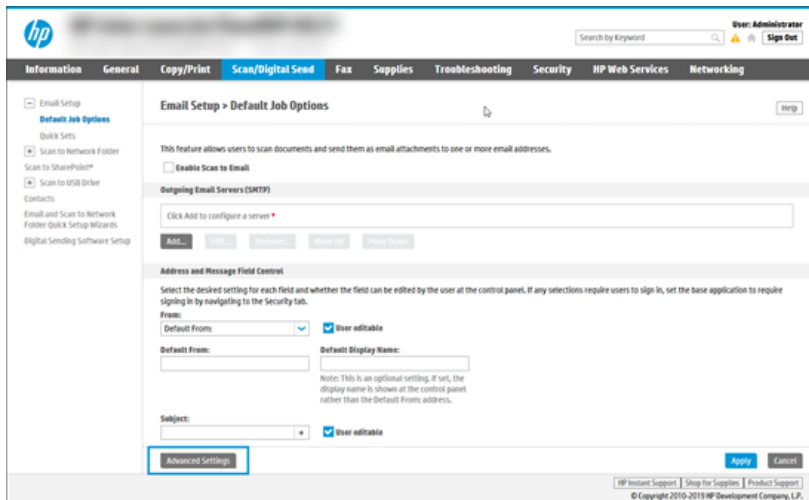 hp
User: Administrator
Search by Keyword
Sign Out
Information General Copy/Print Scan/Digital Send Fax Supplies Troubleshooting Security HP Web Services Networking
Email Setup
Default Job Options
Quick Sets
Scan to Network Folder
Scan to SharePoint®
Scan to USB Drive
Contacts
Email and Scan to Network
Folder Quick Setup Wizards
Digital Sending Software Setup
Email Setup > Default Job Options
Help
This feature allows users to scan documents and send them as email attachments to one or more email addresses.
Enable Scan to Email
Outgoing Email Servers (SMTP)
Click Add to configure a server *
Add... Edit... Remove... Move Up Move Down
Address and Message Field Control
Select the desired setting for each field and whether the field can be edited by the user at the control panel. If any selections require users to sign in, set the base application to require
signing in by navigating to the Security tab.
From:
Default From: User editable
Default From: Default Display Name:
Note: This is an optional setting. If set, the
display name is shown at the control panel
rather than the Default From: address.
Subject:
User editable
Advanced Settings Apply Cancel
HP Instant Support Shop for Supplies Product Support
© Copyright 2010-2019 HP Development Company, L.P.